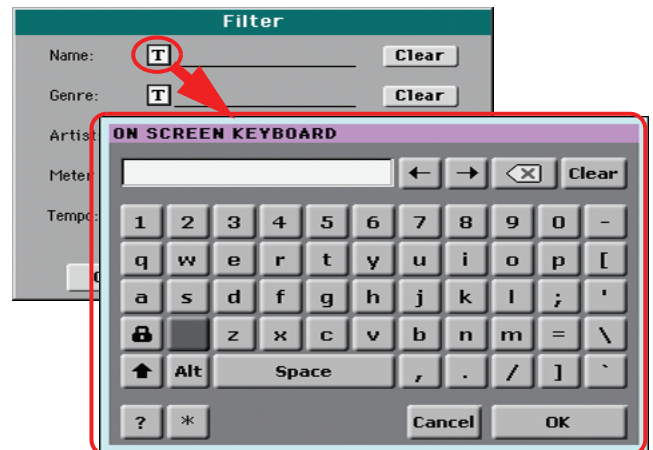 Filter
Name: T Clear
Genre: T Clear
Artist
ON SCREEN KEYBOARD
Meter
← → Clear
Tempo:
1 2 3 4 5 6 7 8 9 0 -
q w e r t y u i o p [
a s d f g h j k l ; '
z x c v b n m = \
Alt Space , . / ] `
? * Cancel OK